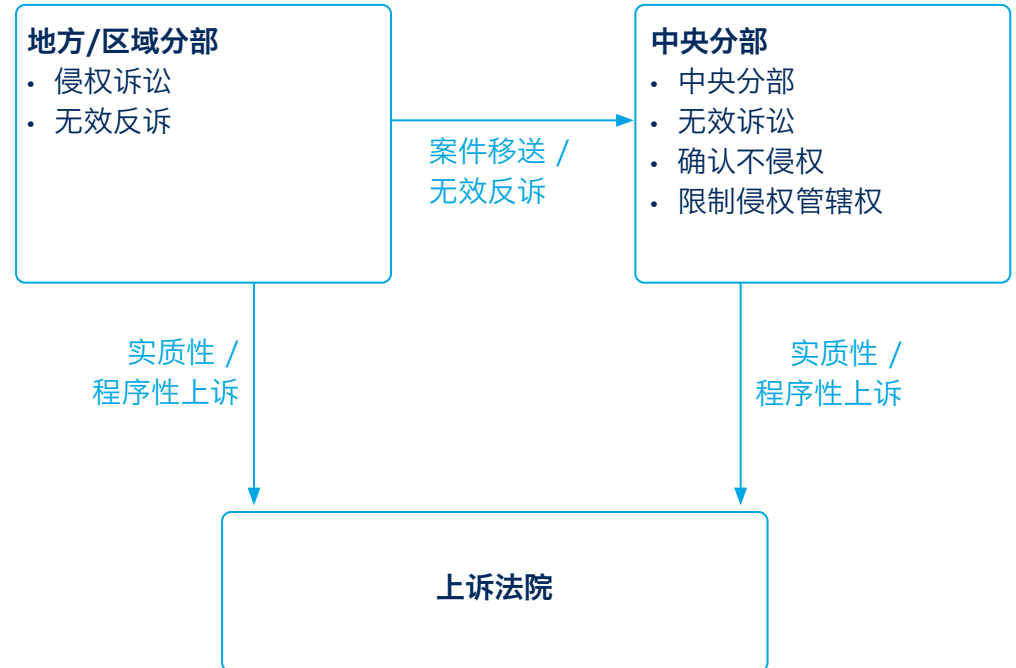 地方/区域分部
• 侵权诉讼
• 无效反诉
案件移送 /
无效反诉
中央分部
• 中央分部
• 无效诉讼
• 确认不侵权
• 限制侵权管辖权
实质性 /
程序性上诉
实质性 /
程序性上诉
上诉法院